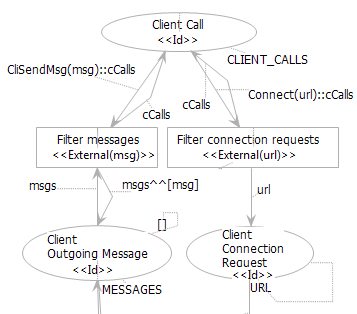 Client Call
<<Id>>
CLIENT_CALLS
CliSendMsg(msg)::cCalls
cCalls
cCalls
Connect(url)::cCalls
Filter messages
<<External(msg)>>
Filter connection requests
<<External(url)>>
msgs
msgs^^[msg]
url
[]
Client
Outgoing Message
<<Id>>
Client
Connection
Request
<<Id>>
URL
MESSAGES